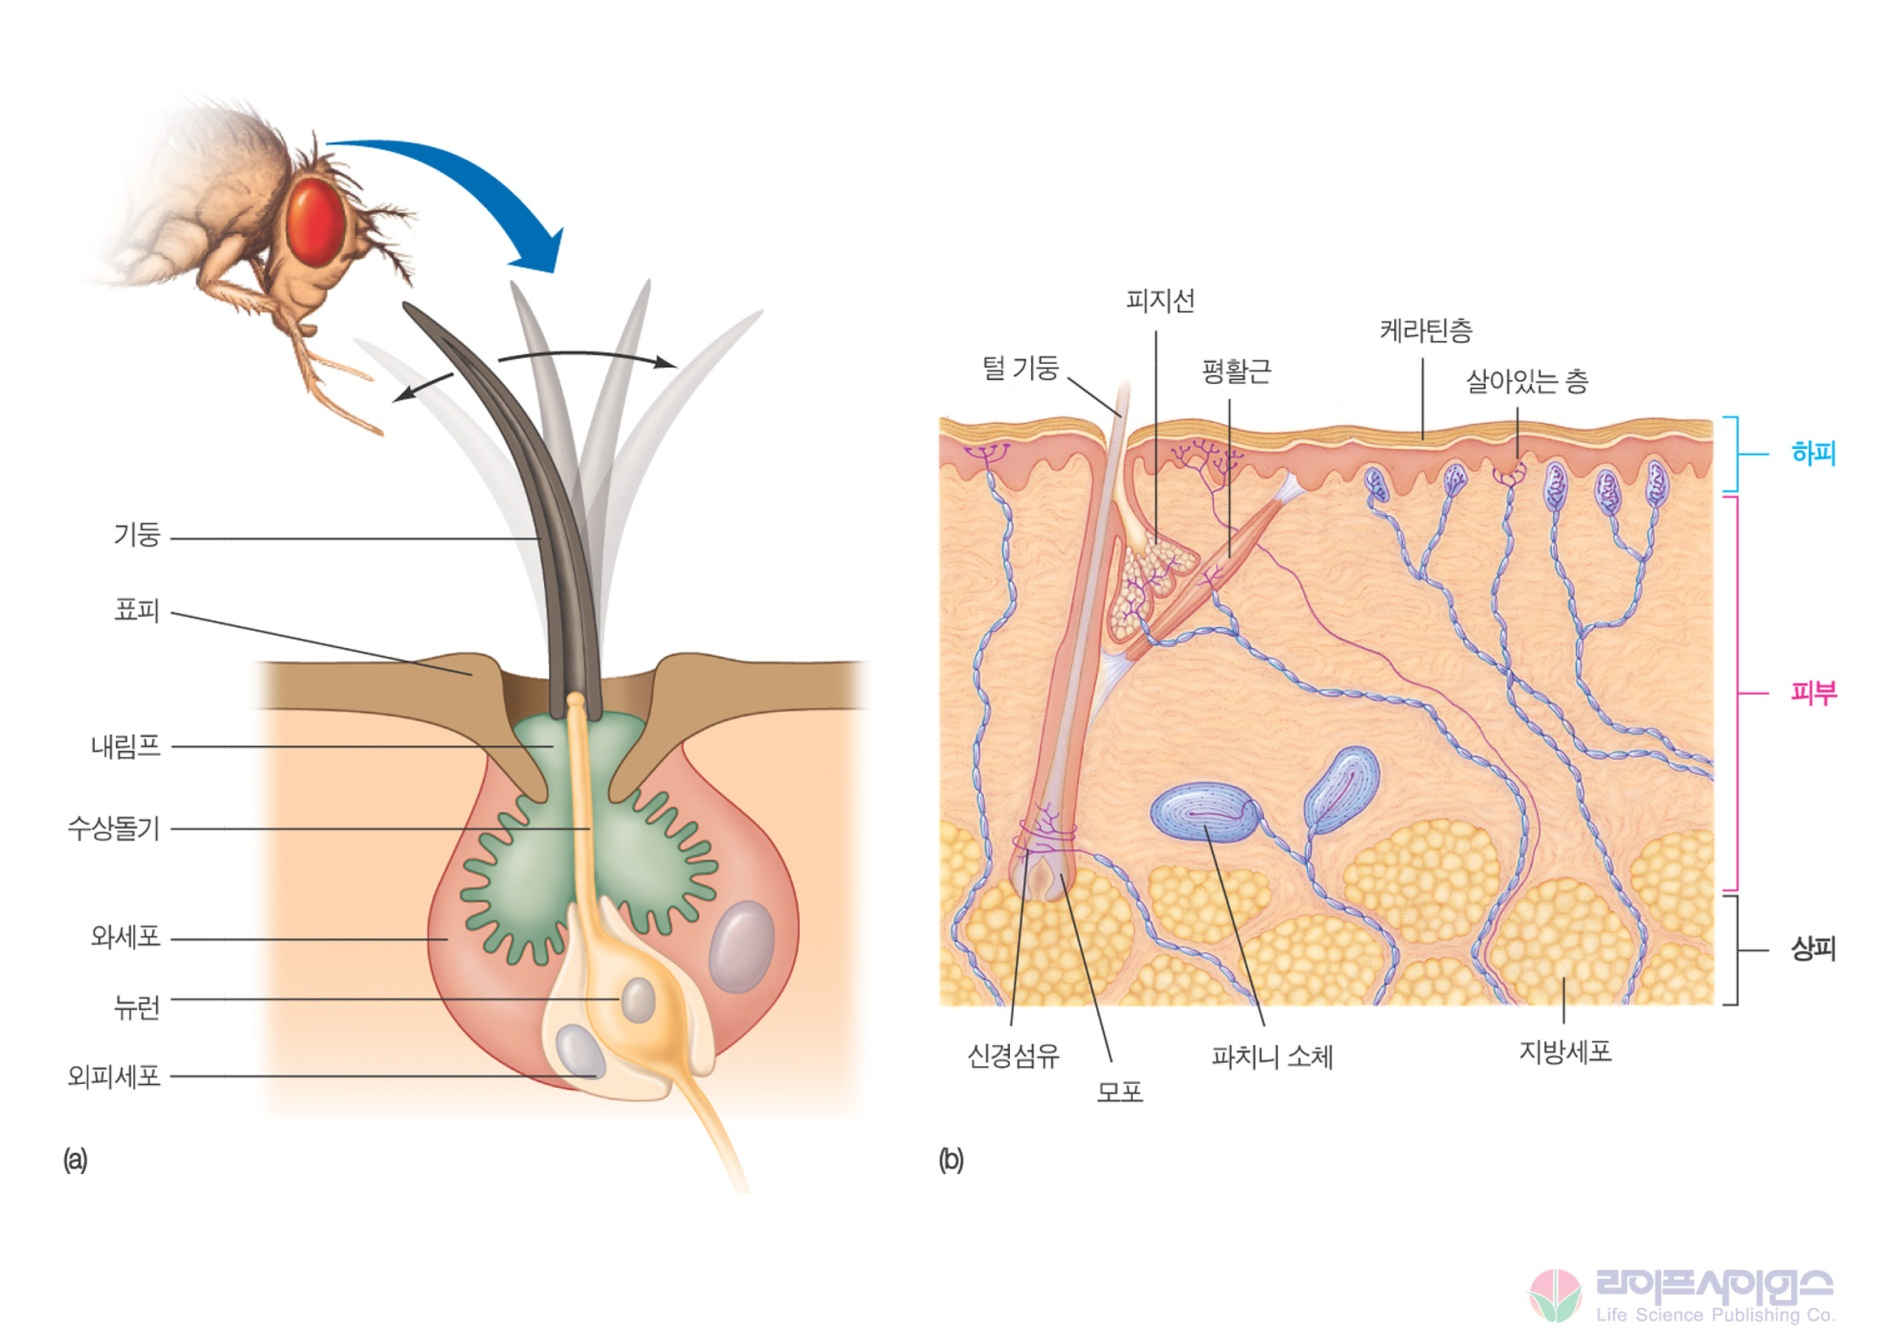 기둥
표피
내림프
수상돌기
와세포
뉴런
외피세포
(a)
피지선
털 기둥
평활근
케라틴층
살아있는 층
하피
피부
상피
신경섬유
모포
파치니 소체
지방세포
(b)
라이프사이언스
Life Science Publishing Co.